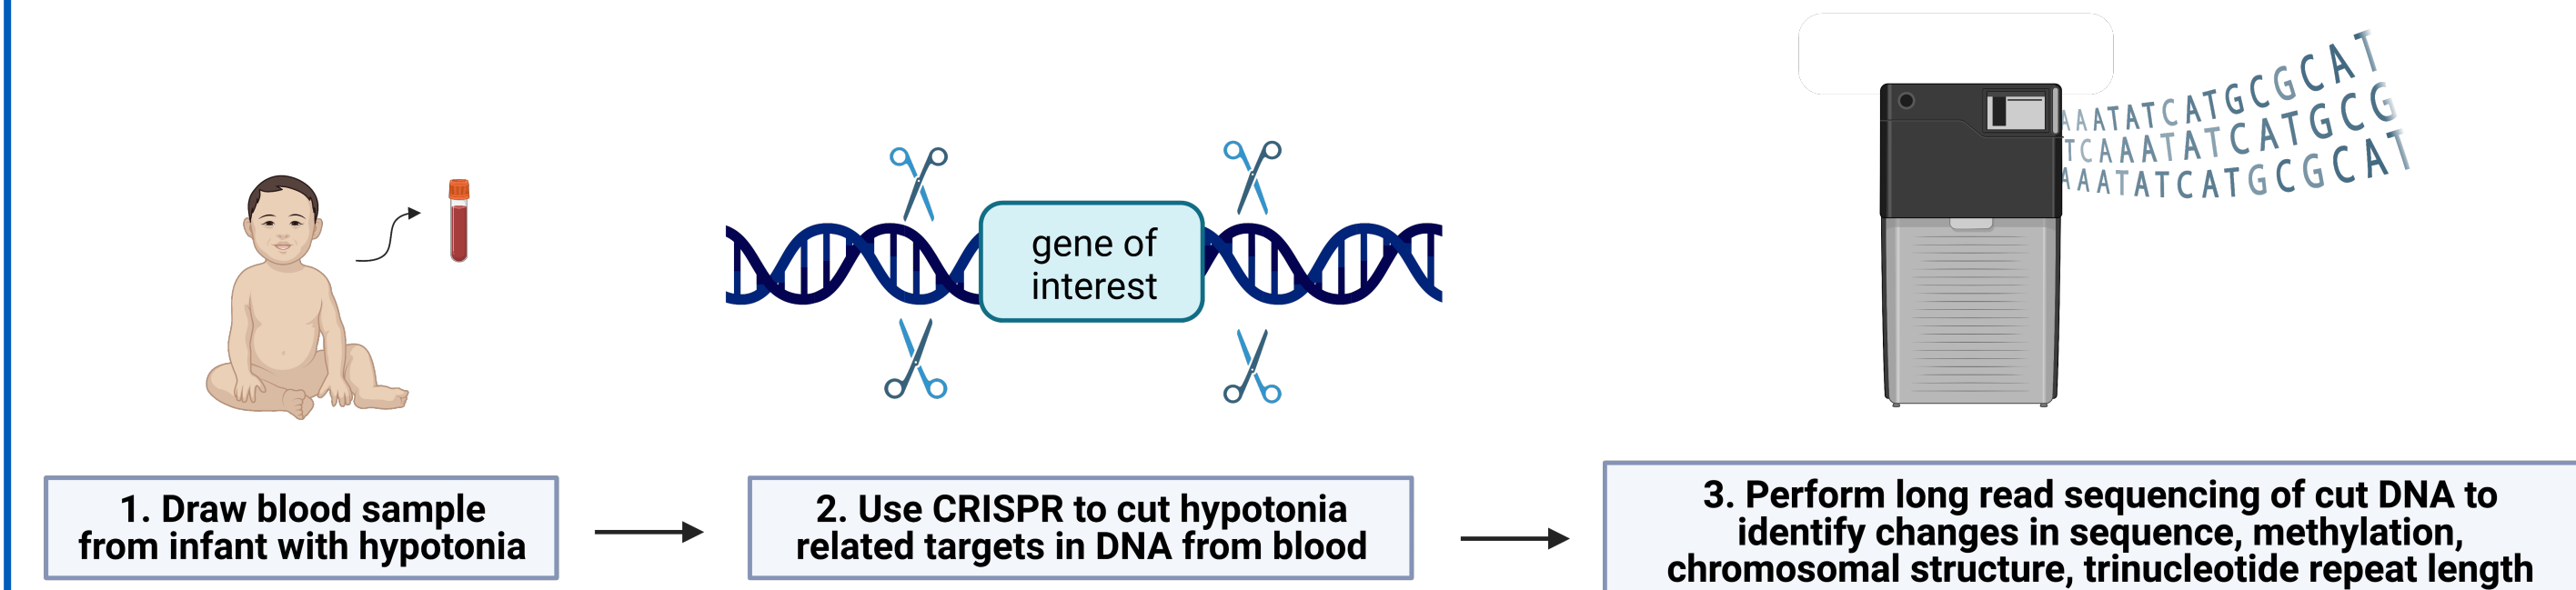 AAATATCATGCGCAT
TCAAATATCATGCG
AAATATCATGCGCAT
gene of
interest
1. Draw blood sample
from infant with hypotonia
2. Use CRISPR to cut hypotonia
related targets in DNA from blood
3. Perform long read sequencing of cut DNA to
identify changes in sequence, methylation,
chromosomal structure, trinucleotide repeat length